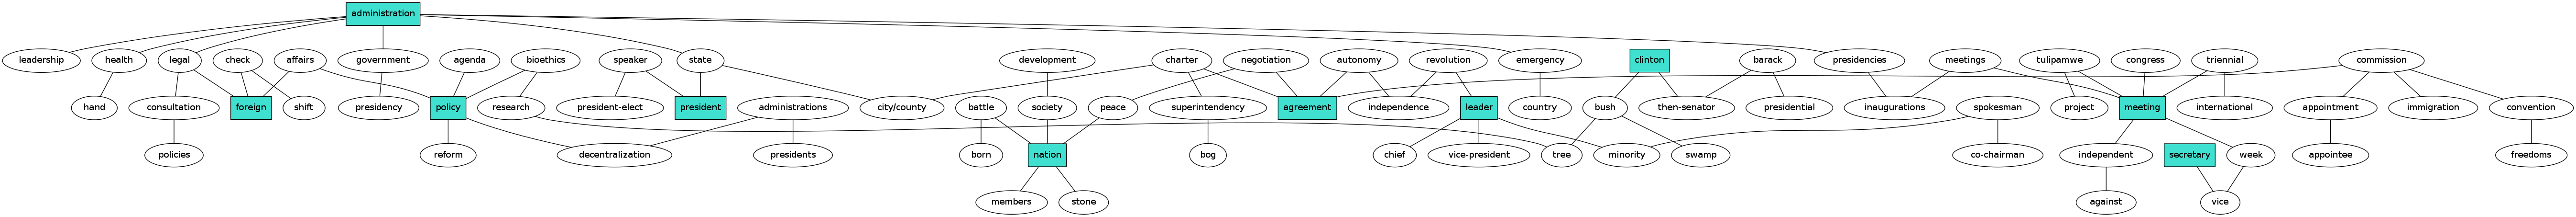 administration
leadership
health
legal
check
affairs
government
agenda
bioethics
speaker
state
development
charter
negotiation
autonomy
revolution
emergency
clinton
barack
presidencies
meetings
tulipamwe
congress
triennial
commission
hand
consultation
foreign
shift
presidency
policy
research
president-elect
president
administrations
city/county
battle
society
peace
superintendency
agreement
independence
leader
country
bush
then-senator
presidential
inaugurations
spokesman
project
meeting
international
appointment
immigration
convention
policies
reform
decentralization
presidents
born
nation
bog
chief
vice-president
tree
minority
swamp
co-chairman
independent
secretary
week
appointee
freedoms
members
stone
against
vice